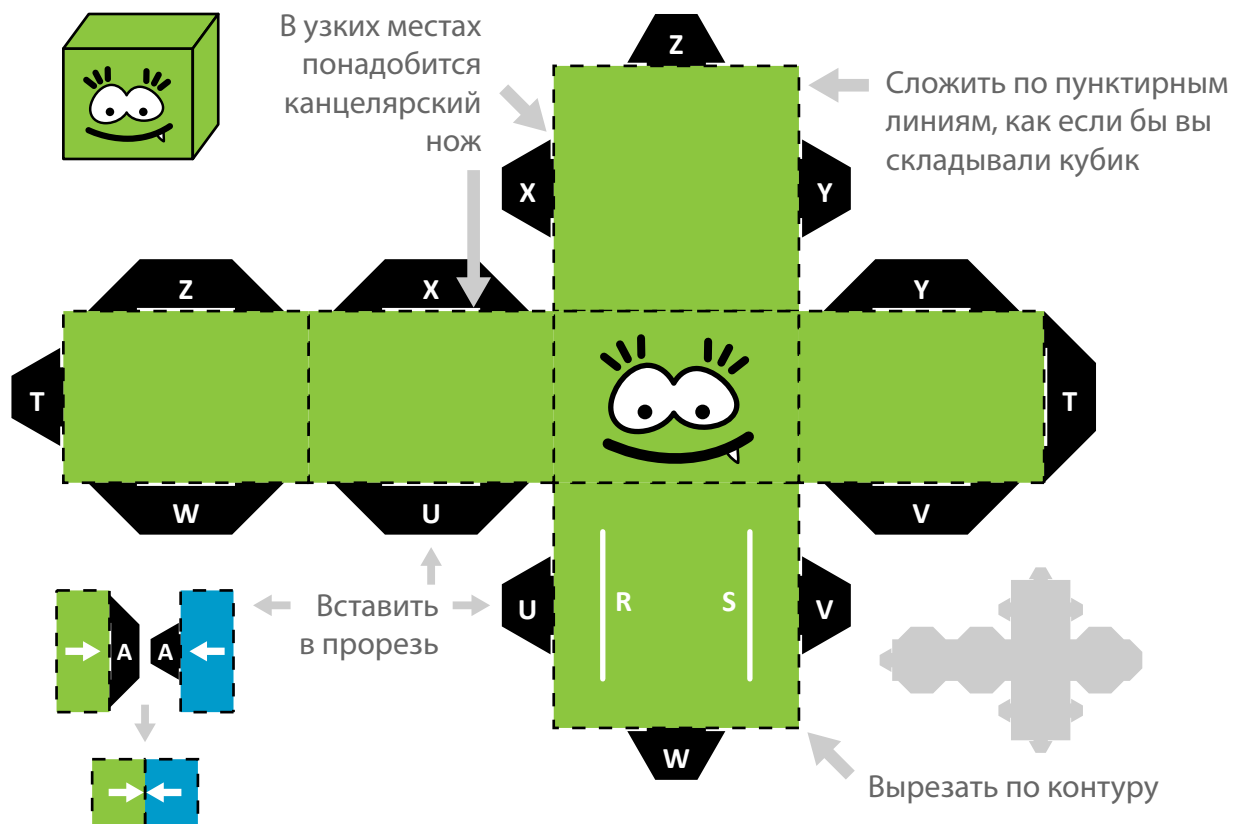 В узких местах
понадобится
канцелярский
нож
Z
Сложить по пунктирным
линиям, как если бы вы
складывали кубик
X
Y
Z
X
Y
T
T
W
U
V
Вставить
в прорезь
U
R
S
V
A
A
W
Вырезать по контуру